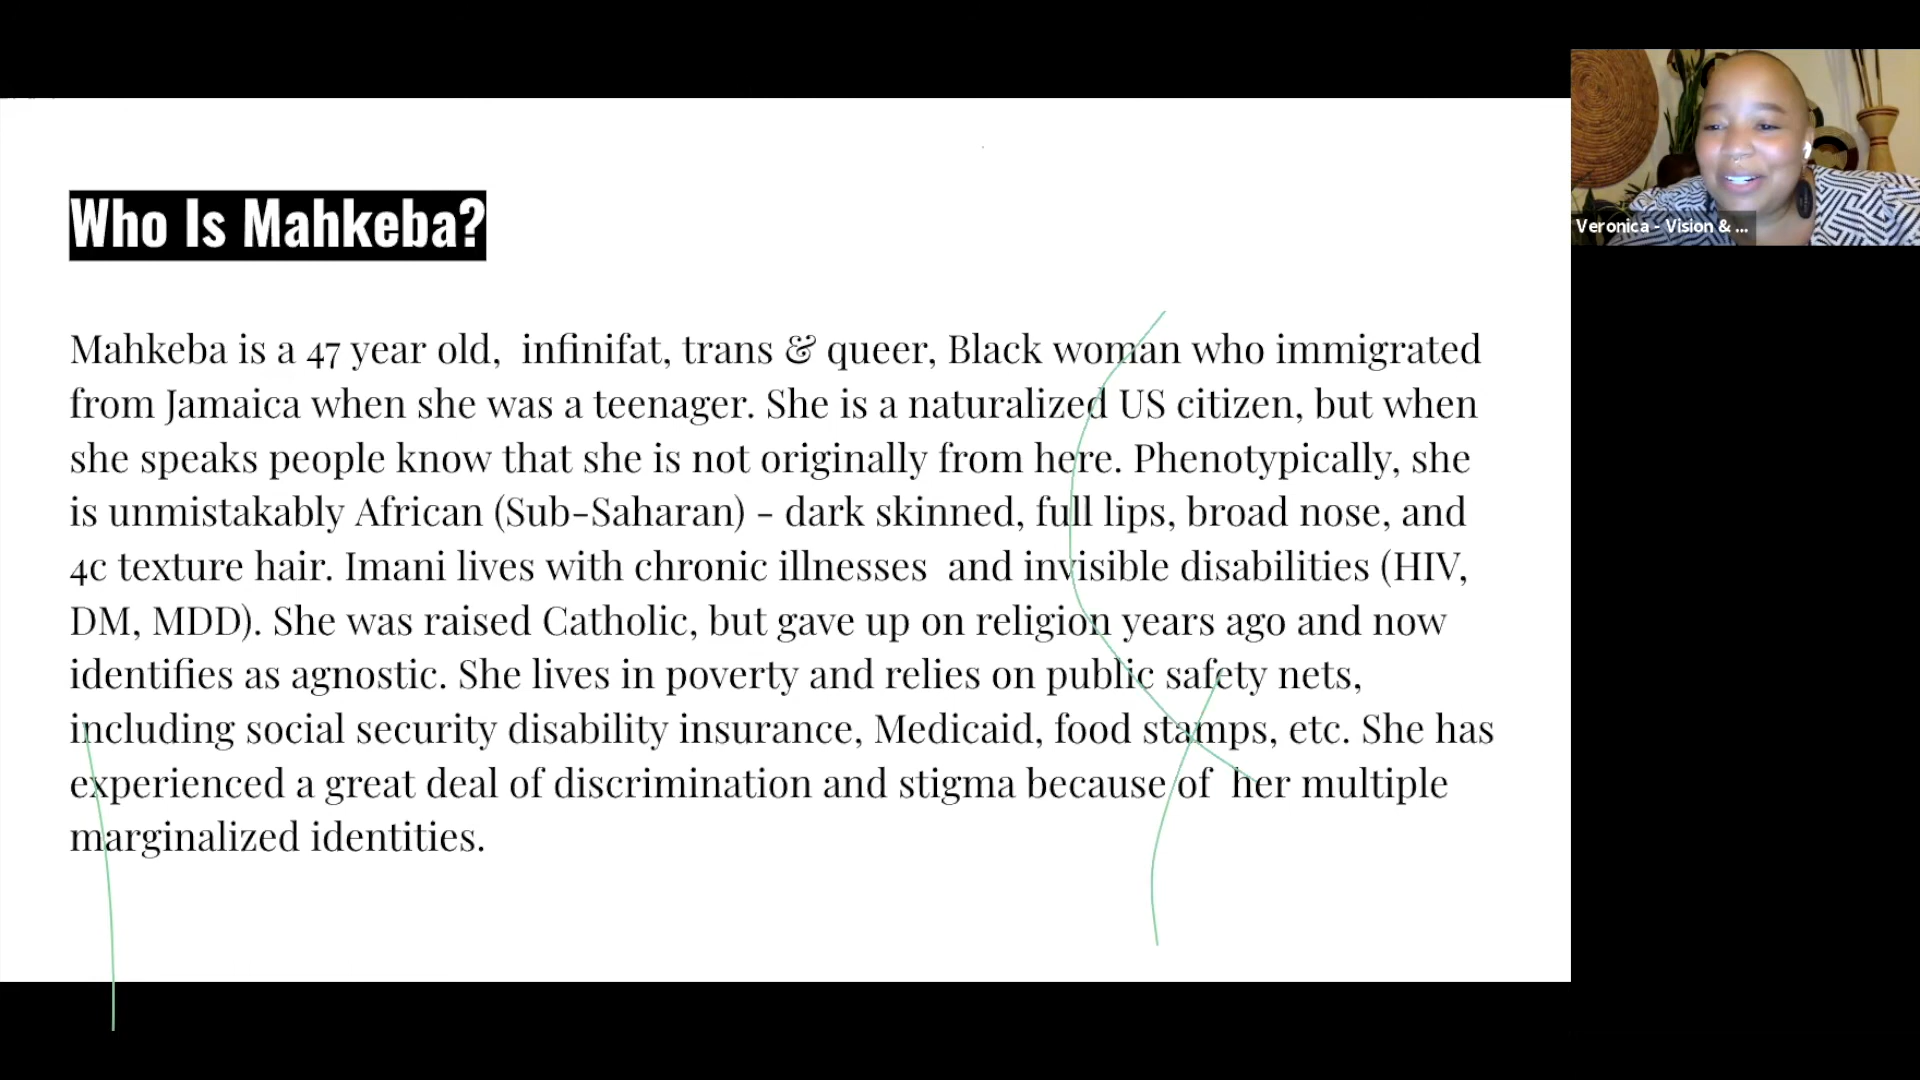 Who Is Mahkeba?
Mahkeba is a 47 year old,  infinifat, trans & queer, Black woman who immigrated
from Jamaica when she was a teenager. She is a naturalized US citizen, but when
she speaks people know that she is not originally from here. Phenotypically, she
is unmistakably African (Sub-Saharan) - dark skinned, full lips, broad nose, and
4c texture hair. Imani lives with chronic illnesses  and invisible disabilities (HIV,
DM, MDD). She was raised Catholic, but gave up on religion years ago and now
identifies as agnostic. She lives in poverty and relies on public safety nets,
including social security disability insurance, Medicaid, food stamps, etc. She has
experienced a great deal of discrimination and stigma because of  her multiple
marginalized identities.
Veronica - Vision & ...